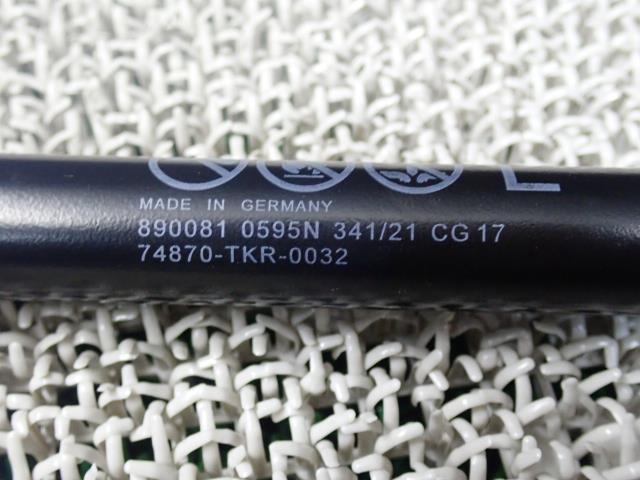 L
MADE IN GERMANY
890081 0595N 341/21 CG 17
74870-TKR-0032